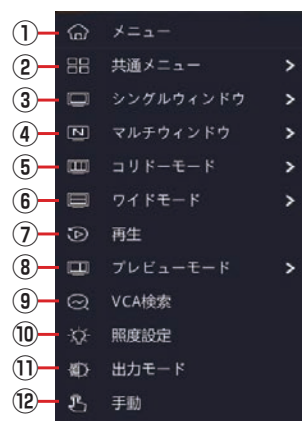 ① メニュー
② 共通メニュー >
③ シングルウィンドウ >
④ N マルチウィンドウ >
⑤ コリドーモード >
⑥ ワイドモード >
⑦ 再生
⑧ プレビューモード >
⑨ VCA検索
⑩ 照度設定
⑪ 出力モード
⑫ 手動